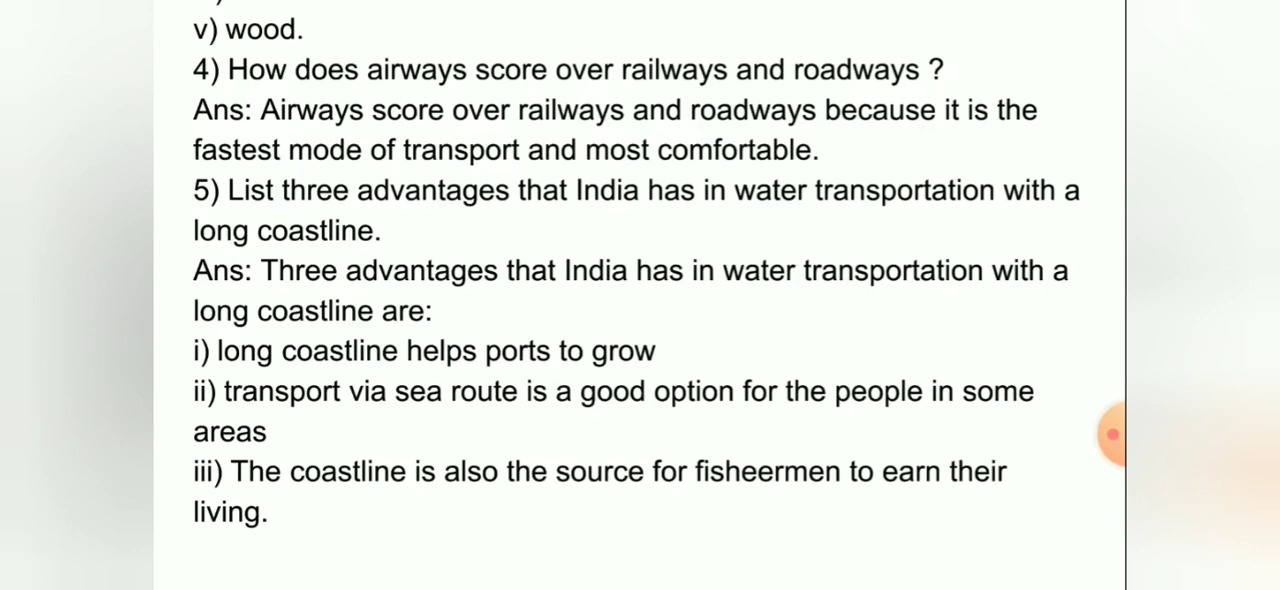 v) wood.
4) How does airways score over railways and roadways ?
Ans: Airways score over railways and roadways because it is the
fastest mode of transport and most comfortable.
5) List three advantages that India has in water transportation with a
long coastline.
Ans: Three advantages that India has in water transportation with a
long coastline are:
i) long coastline helps ports to grow
ii) transport via sea route is a good option for the people in some
areas
iii) The coastline is also the source for fisheermen to earn their
living.